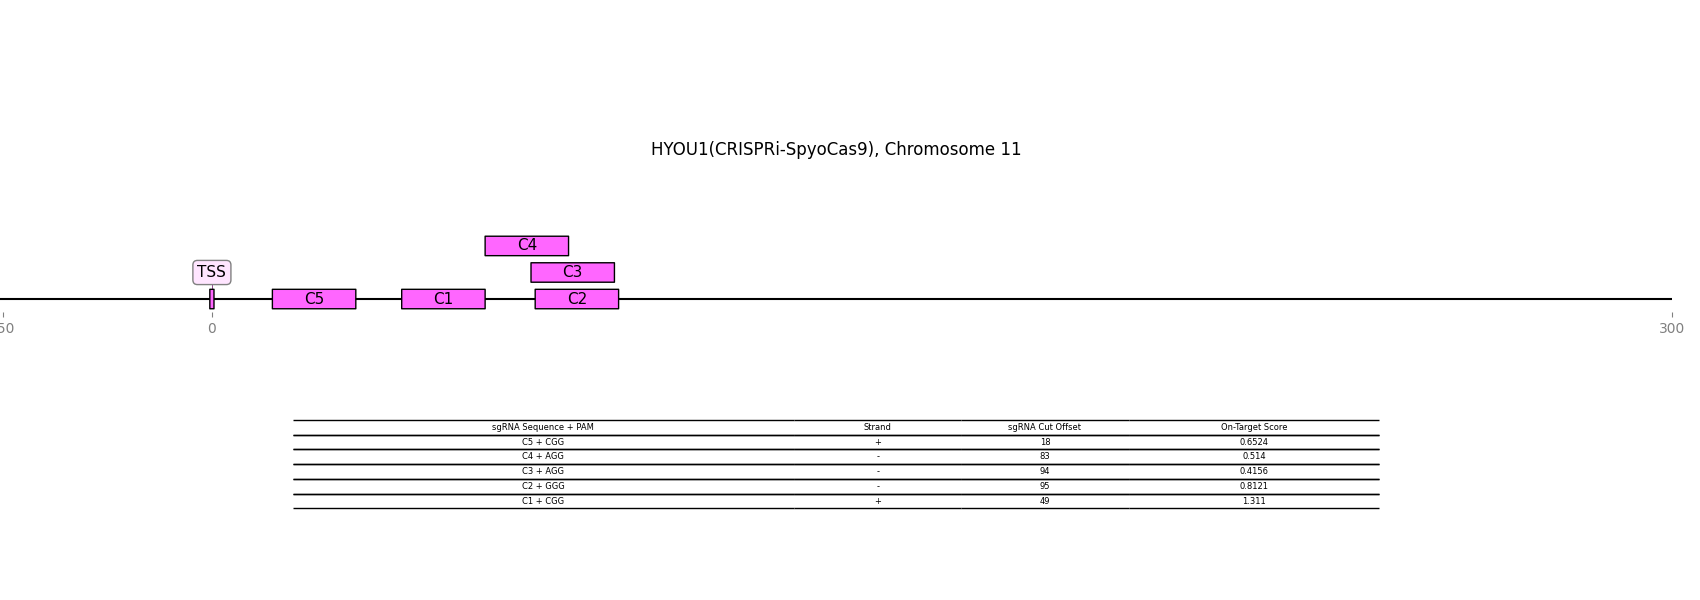 HYOU1(CRISPRi-SpyoCas9), Chromosome 11
C4
TSS C3
C5 C1 C2
50 0 300
sgRNA Sequence + PAM Strand sgRNA Cut Offset On-Target Score
C5 + CGG + 18 0.6524
C4 + AGG - 83 0.514
C3 + AGG - 94 0.4156
C2 + GGG - 95 0.8121
C1 + CGG + 49 1.311